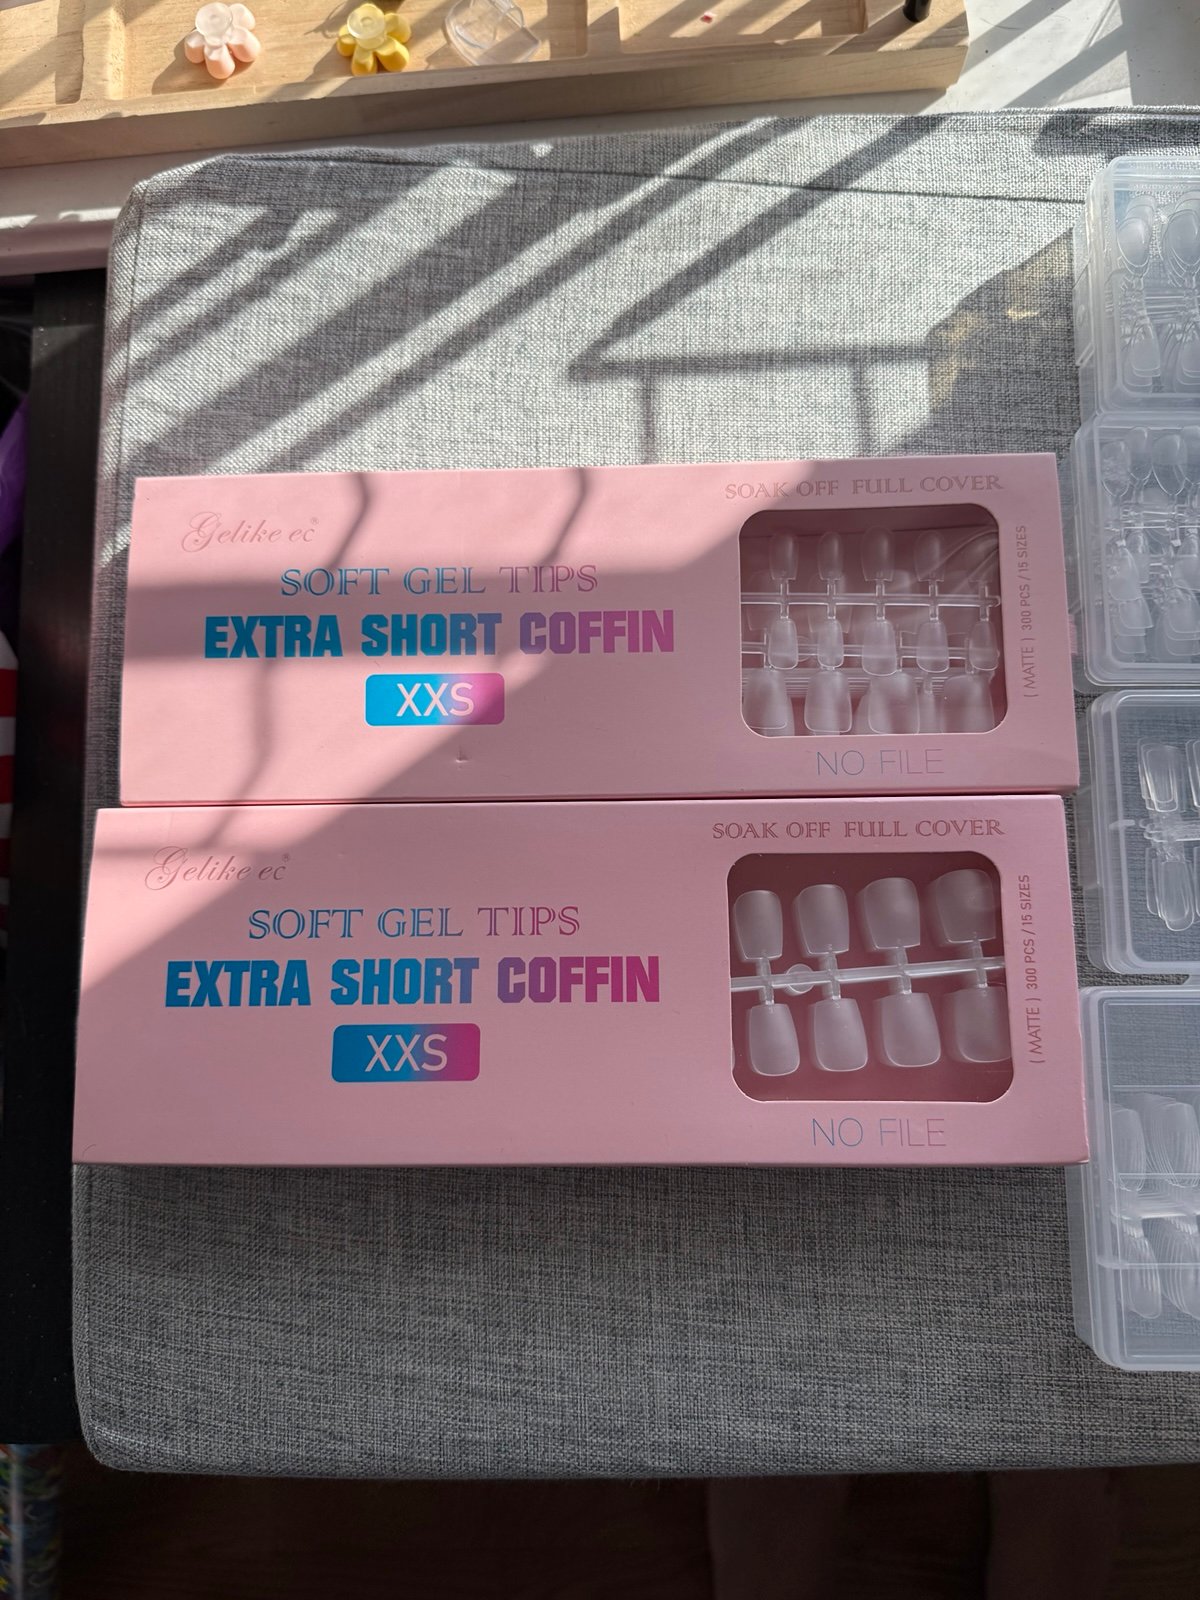 SOAK OFF FULL COVER
Gelike ec®
SOFT GEL TIPS
EXTRA SHORT COFFIN
XXS
( MATTE ) 300 PCS / 15 SIZES
NO FILE
SOAK OFF FULL COVER
Gelike ec®
SOFT GEL TIPS
EXTRA SHORT COFFIN
XXS
( MATTE ) 300 PCS / 15 SIZES
NO FILE